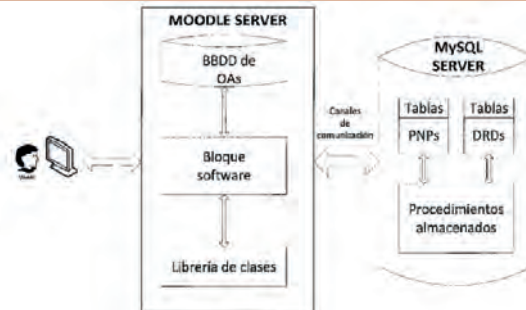 MOODLE SERVER
BBDD de
OAs
Bloque
software
Librería de clases
Canales
de
comunicación
MySQL
SERVER
Tablas
Tablas
PNPs
DRDs
Procedimientos
almacenados